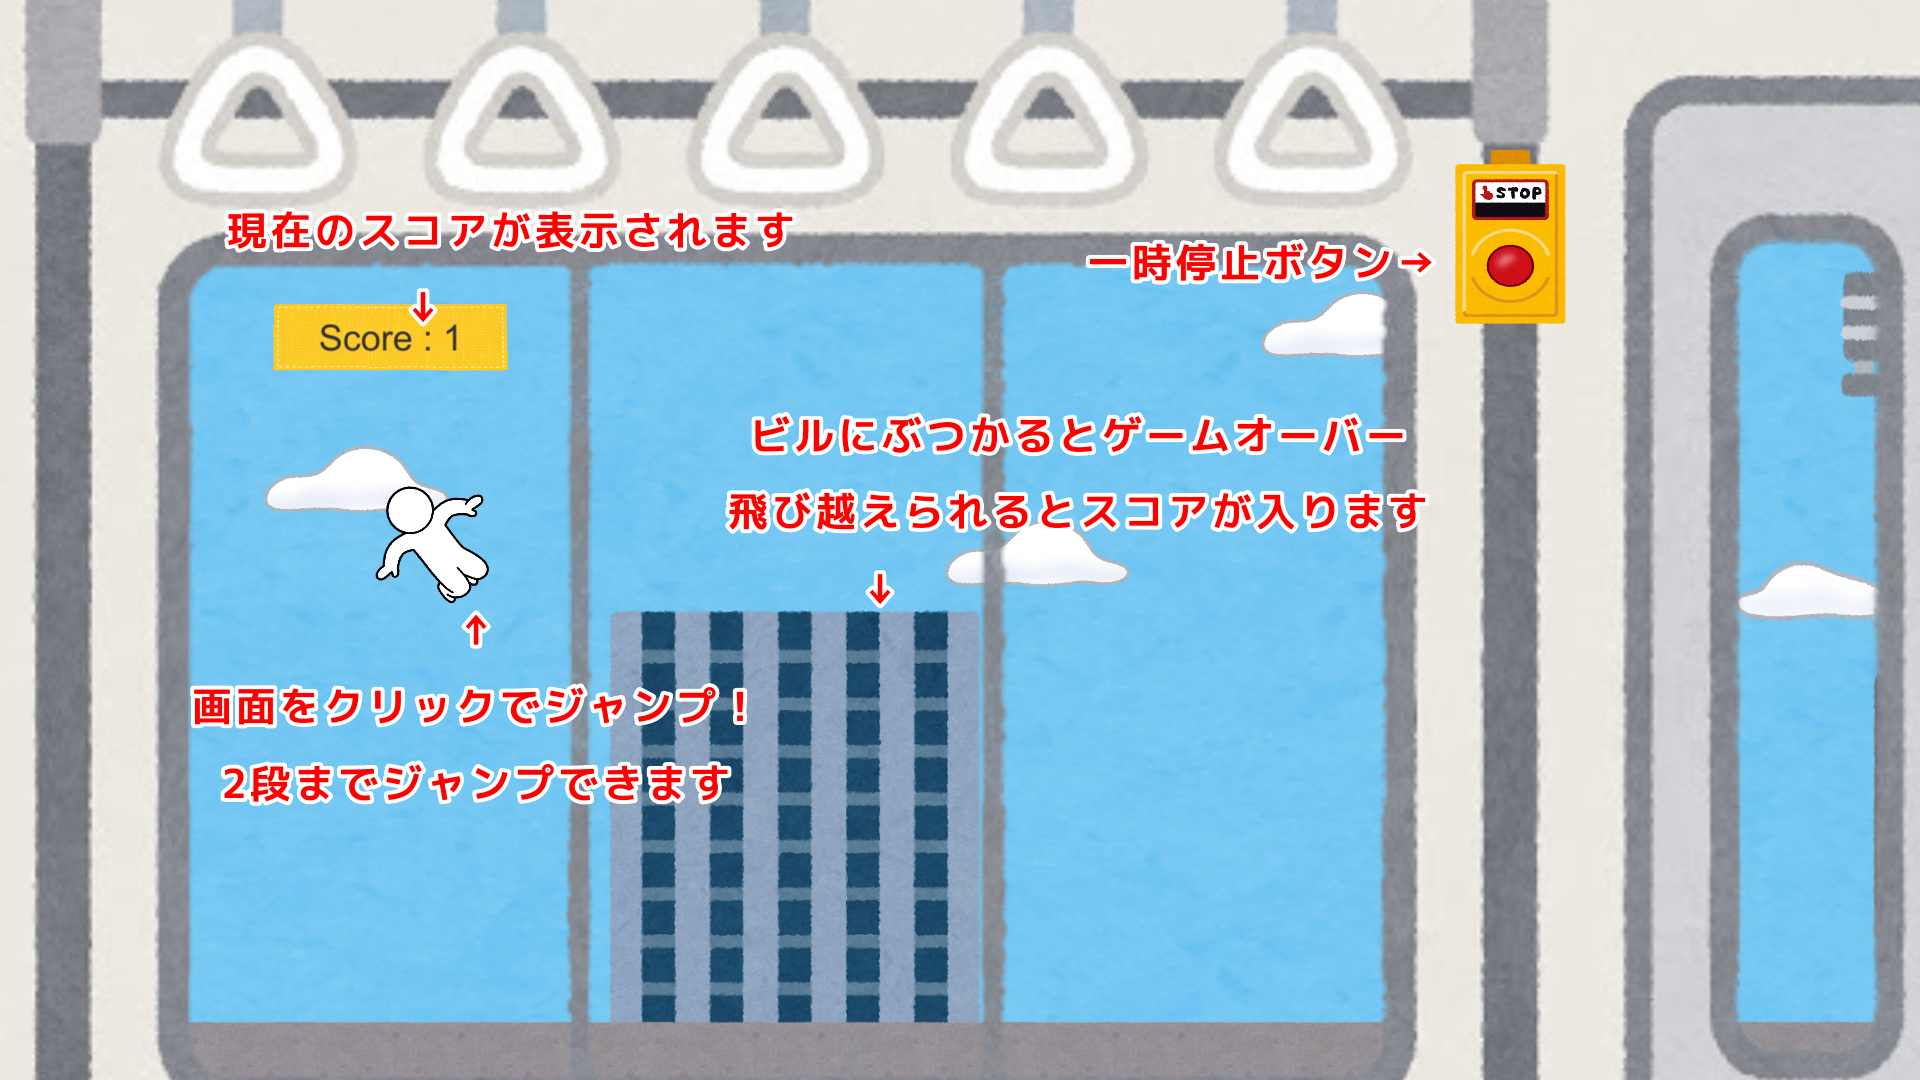 現在のスコアが表示されます
↓
Score : 1
一時停止ボタン→
STOP
ビルにぶつかるとゲームオーバー
飛び越えられるとスコアが入ります
↓
↑
画面をクリックでジャンプ！
2段までジャンプできます